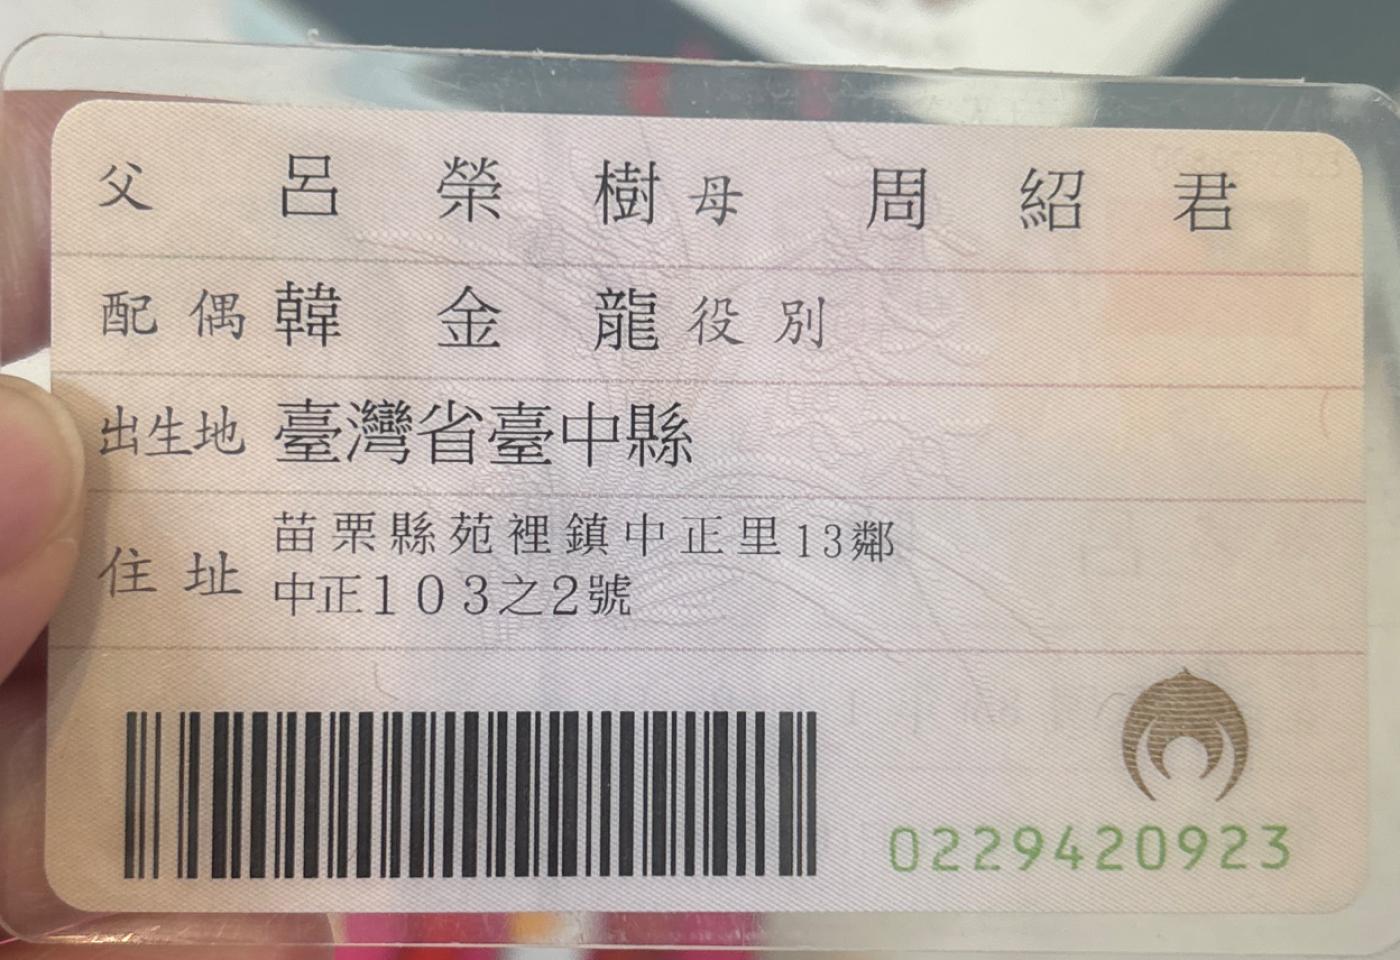 父 呂榮樹 母 周紹君
配偶 韓金龍 役別
出生地 臺灣省臺中縣
住址 苗栗縣苑裡鎮中正里13鄰
中正103之2號
0229420923